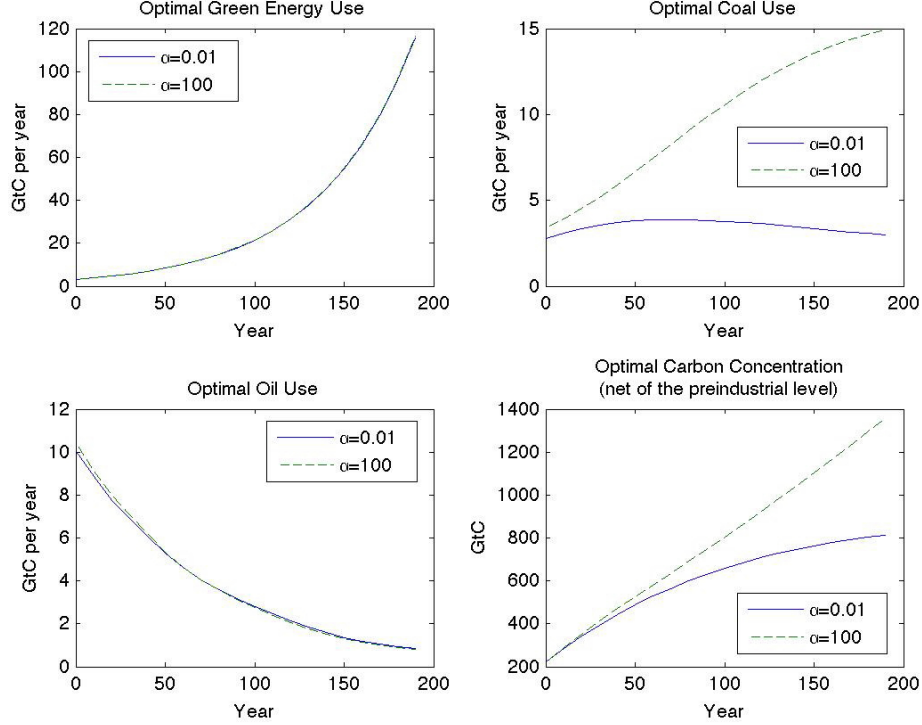 Optimal Green Energy Use
120
100
80
60
40
20
0
GtC per year
α=0.01
α=100
0 50 100 150 200
Year
Optimal Coal Use
15
10
5
0
GtC per year
α=0.01
α=100
0 50 100 150 200
Year
Optimal Oil Use
12
10
8
6
4
2
0
GtC per year
α=0.01
α=100
0 50 100 150 200
Year
Optimal Carbon Concentration
(net of the preindustrial level)
1400
1200
1000
800
600
400
200
GtC
α=0.01
α=100
0 50 100 150 200
Year